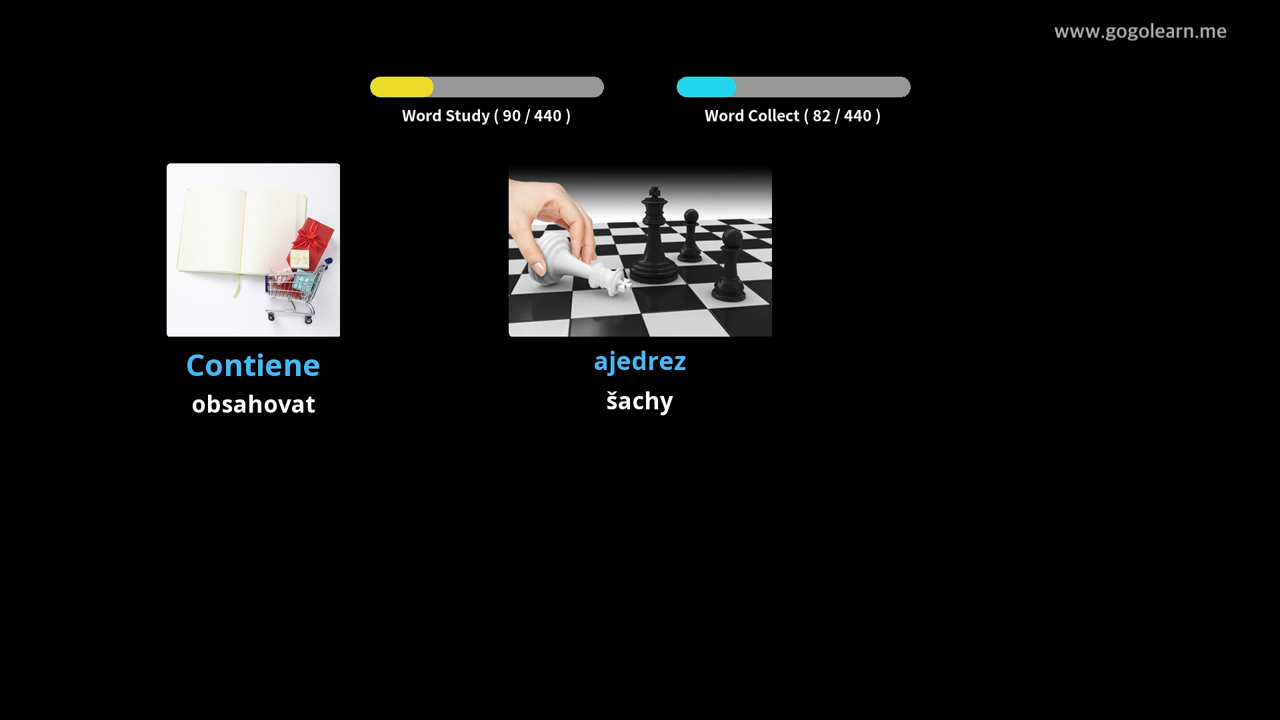 www.gogolearn.me
Word Study ( 90 / 440 )
Word Collect ( 82 / 440 )
Contiene
obsahovat
ajedrez
šachy